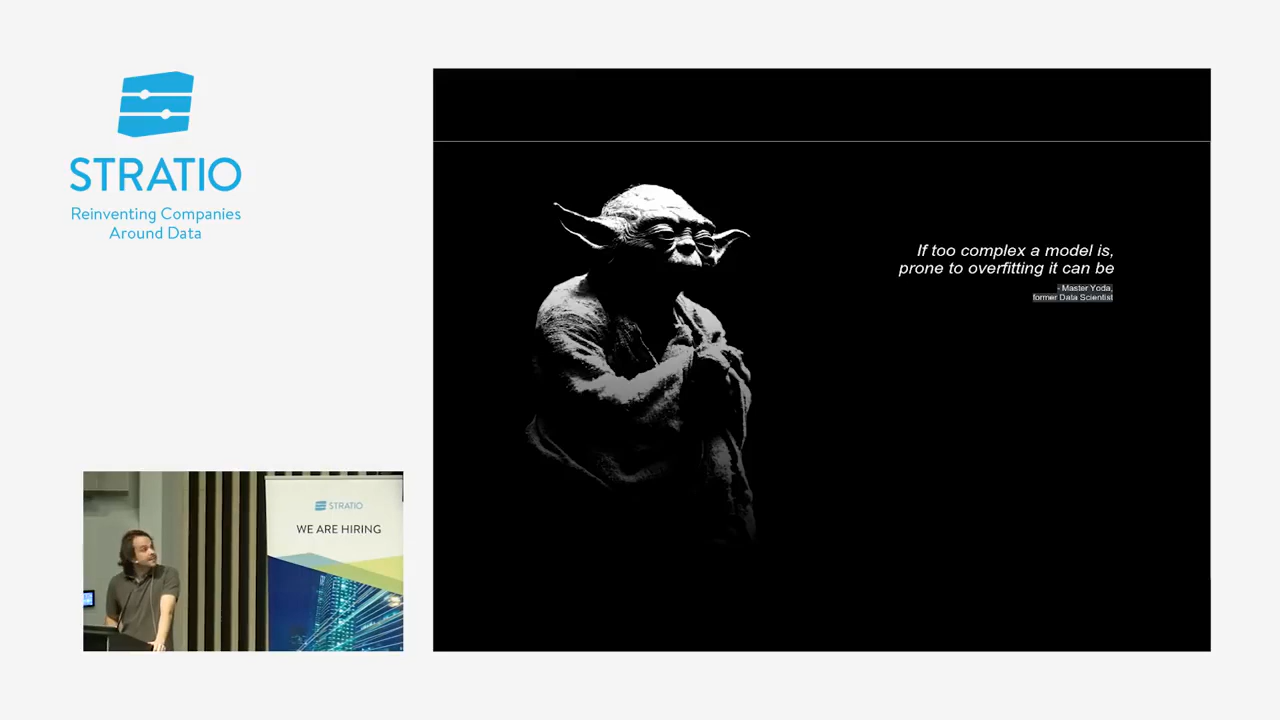 STRATIO
Reinventing Companies
Around Data
If too complex a model is,
prone to overfitting it can be
- Master Yoda,
former Data Scientist
STRATIO
WE ARE HIRING